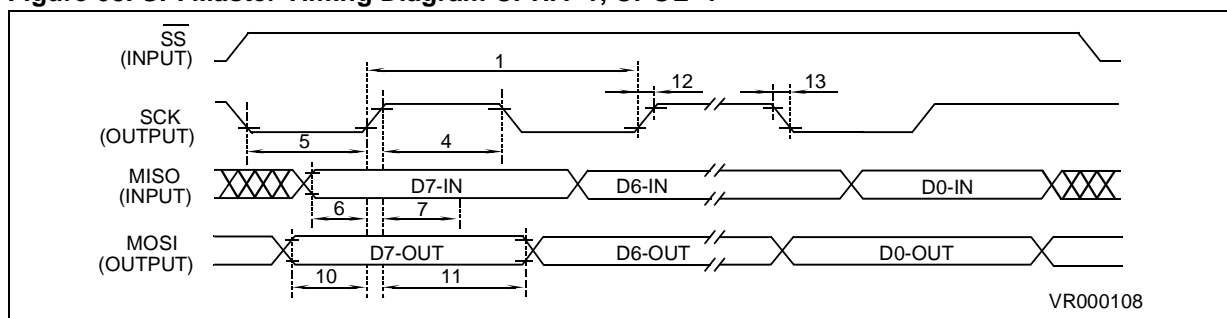 Figure SPI Master Timing Diagram CPHA=1, CPOL=1
SS
(INPUT)
1
12
13
SCK
(OUTPUT)
5
4
MISO
(INPUT)
D7-IN
D6-IN
D0-IN
6
7
MOSI
(OUTPUT)
D7-OUT
D6-OUT
D0-OUT
10
11
VR000108